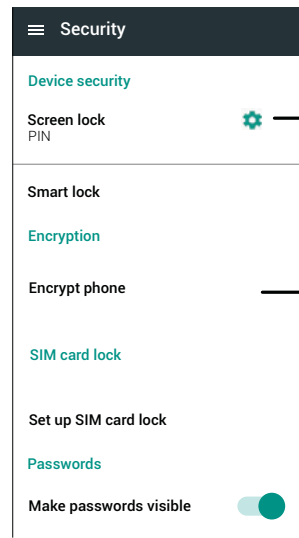 Security
Device security
Screen lock
PIN
Smart lock
Encryption
Encrypt phone
SIM card lock
Set up SIM card lock
Passwords
Make passwords visible